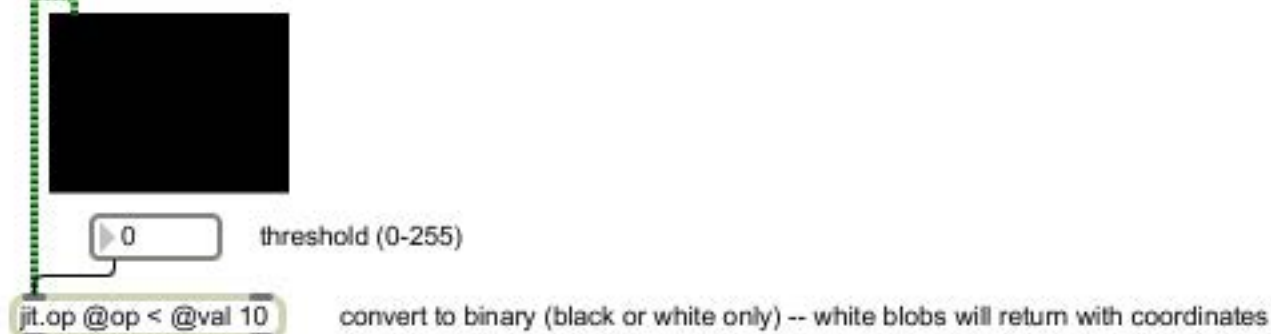 0
threshold (0-255)
jit.op @op < @val 10
convert to binary (black or white only) -- white blobs will return with coordinates